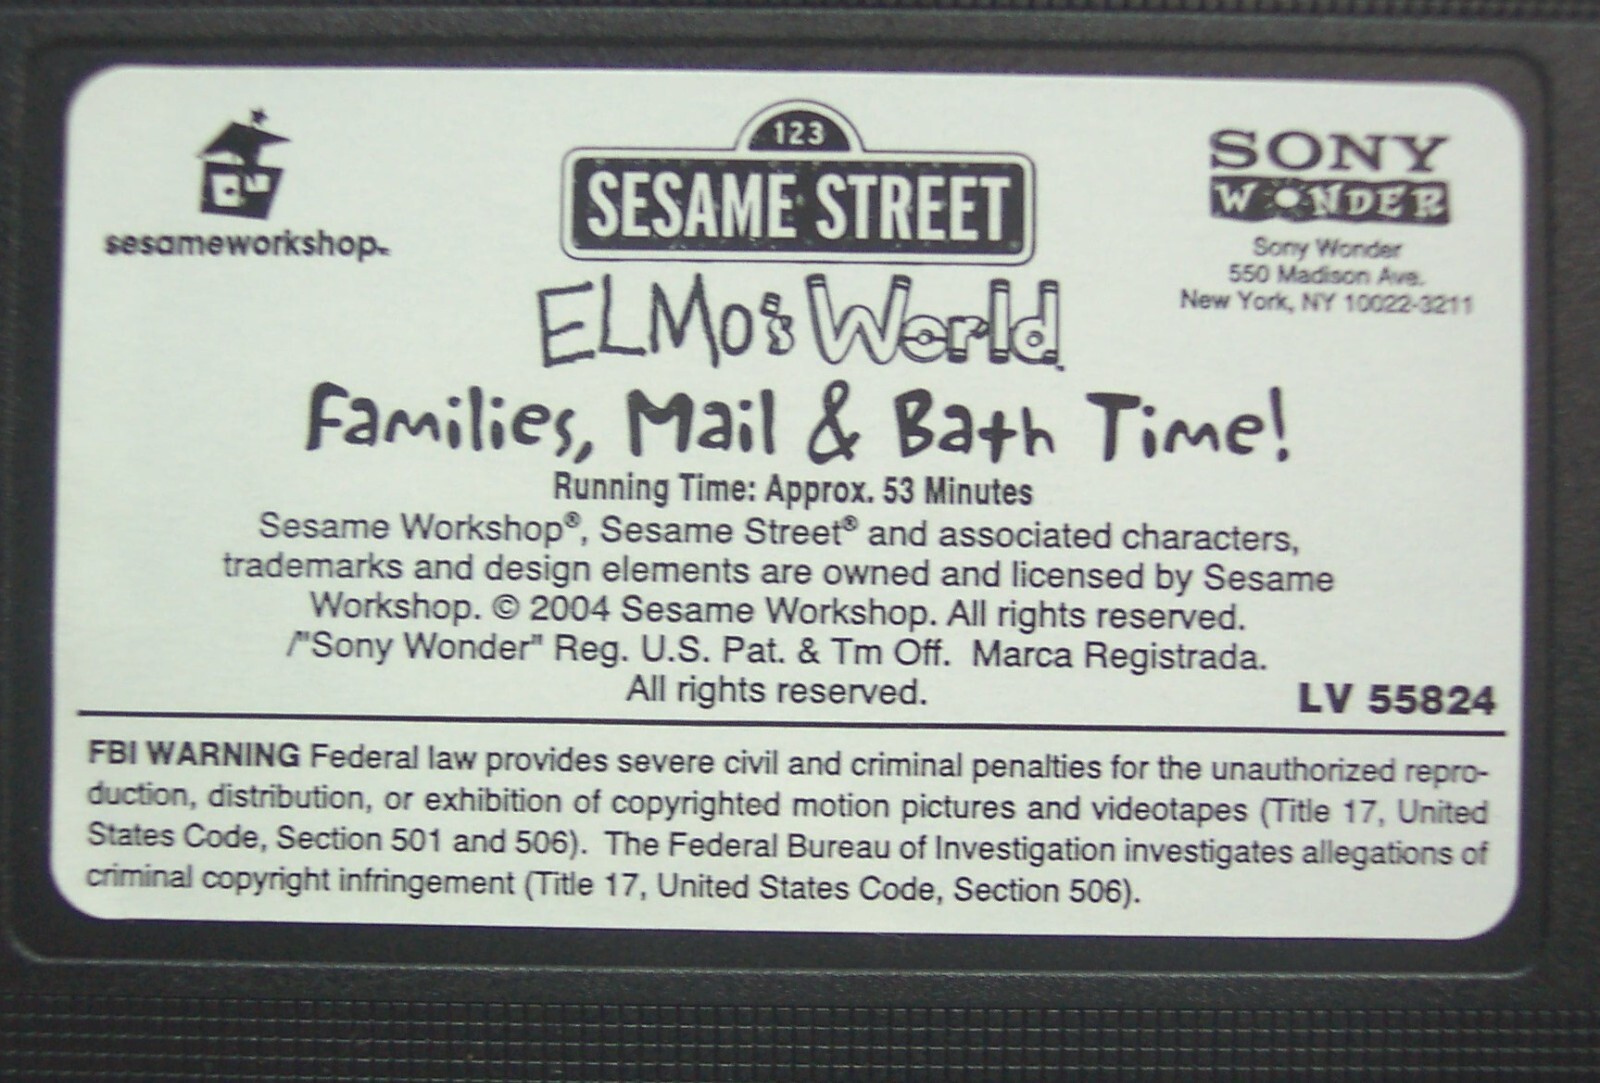 sesameworkshop™
123
SESAME STREET
SONY
WONDER
Sony Wonder
550 Madison Ave.
New York, NY 10022-3211
ELMo's World™
Families, Mail & Bath Time!
Running Time: Approx. 53 Minutes
Sesame Workshop®, Sesame Street® and associated characters,
trademarks and design elements are owned and licensed by Sesame
Workshop. © 2004 Sesame Workshop. All rights reserved.
/"Sony Wonder" Reg. U.S. Pat. & Tm Off. Marca Registrada.
All rights reserved.
LV 55824
FBI WARNING Federal law provides severe civil and criminal penalties for the unauthorized repro-
duction, distribution, or exhibition of copyrighted motion pictures and videotapes (Title 17, United
States Code, Section 501 and 506). The Federal Bureau of Investigation investigates allegations of
criminal copyright infringement (Title 17, United States Code, Section 506).